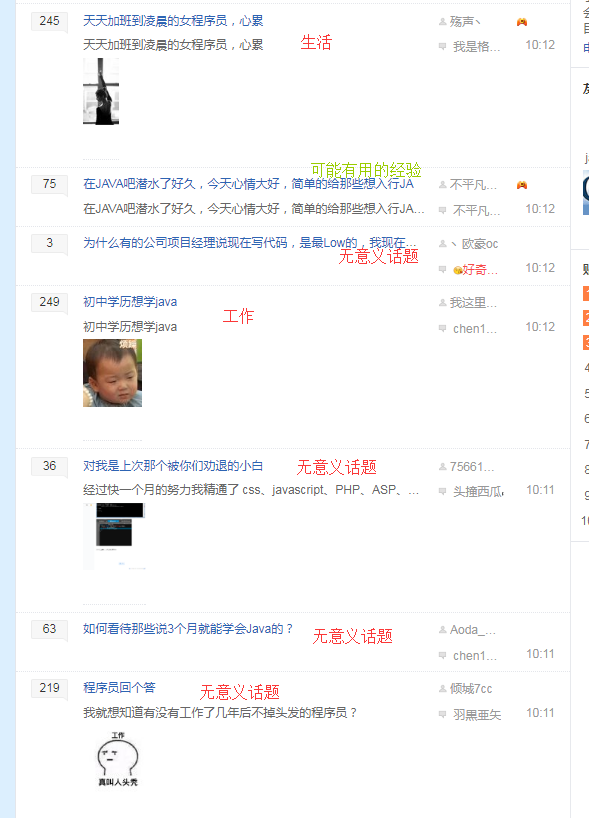 245 天天加班到凌晨的女程序员，心累 殇声丶
天天加班到凌晨的女程序员，心累 生活 我是格... 10:12
可能有用的经验
75 在JAVA吧潜水了好久，今天心情大好，简单的给那些想入行JA 不平凡...
在JAVA吧潜水了好久，今天心情大好，简单的给那些想入行JA... 不平凡... 10:12
3 为什么有的公司项目经理说现在写代码，是最Low的，我现在... 丶欧豪oc
无意义话题 好奇... 10:12
249 初中学历想学java 我这里...
工作
初中学历想学java chen1... 10:12
烦躁
36 对我是上次那个被你们劝退的小白 无意义话题 75661...
经过快一个月的努力我精通了 css、javascript、PHP、ASP、... 头撞西瓜 10:11
63 如何看待那些说3个月就能学会Java的？ 无意义话题 Aoda_...
chen1... 10:11
219 程序员回个答 无意义话题 倾城7cc
我就想知道有没有工作了几年后不掉头发的程序员？ 羽黒亜矢 10:11
工作
真叫人头秃